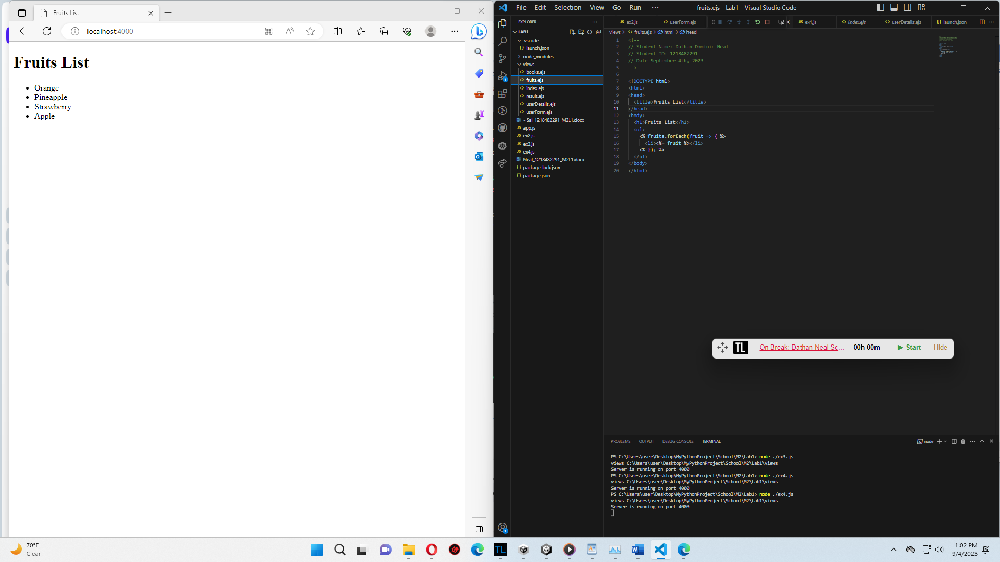 Fruits List
localhost:4000
Fruits List
Orange
Pineapple
Strawberry
Apple
File Edit Selection View Go Run ··· fruits.ejs - Lab1 - Visual Studio Code
EXPLORER
LAB1
.vscode
launch.json
node_modules
views
books.ejs
fruits.ejs
index.ejs
result.ejs
userDetails.ejs
userForm.ejs
~$al_1218482291_M2L1.docx
JS app.js
JS ex2.js
JS ex3.js
JS ex4.js
Neal_1218482291_M2L1.docx
{} package-lock.json
{} package.json
JS ex2.js <> userForm.ejs JS ex4.js <> index.ejs <> userDetails.ejs {} launch.json
views > <> fruits.ejs > html > head
1 <!--
2 // Student Name: Dathan Dominic Neal
3 // Student ID: 1218482291
4 // Date September 4th, 2023
5 -->
6
7 <!DOCTYPE html>
8 <html>
9 <head>
10 <title>Fruits List</title>
11 </head>
12 <body>
13 <h1>Fruits List</h1>
14 <ul>
15 <% fruits.forEach(fruit => { %>
16 <li><%= fruit %></li>
17 <% }); %>
18 </ul>
19 </body>
20 </html>
TL On Break: Dathan Neal Sc... 00h 00m Start Hide
PROBLEMS OUTPUT DEBUG CONSOLE TERMINAL node
PS C:\Users\user\Desktop\MyPythonProject\School\M2\Lab1> node ./ex3.js
views C:\Users\user\Desktop\MyPythonProject\School\M2\Lab1\views
Server is running on port 4000
PS C:\Users\user\Desktop\MyPythonProject\School\M2\Lab1> node ./ex4.js
views C:\Users\user\Desktop\MyPythonProject\School\M2\Lab1\views
Server is running on port 4000
PS C:\Users\user\Desktop\MyPythonProject\School\M2\Lab1> node ./ex4.js
views C:\Users\user\Desktop\MyPythonProject\School\M2\Lab1\views
Server is running on port 4000
70°F
Clear
TL
1:02 PM
9/4/2023